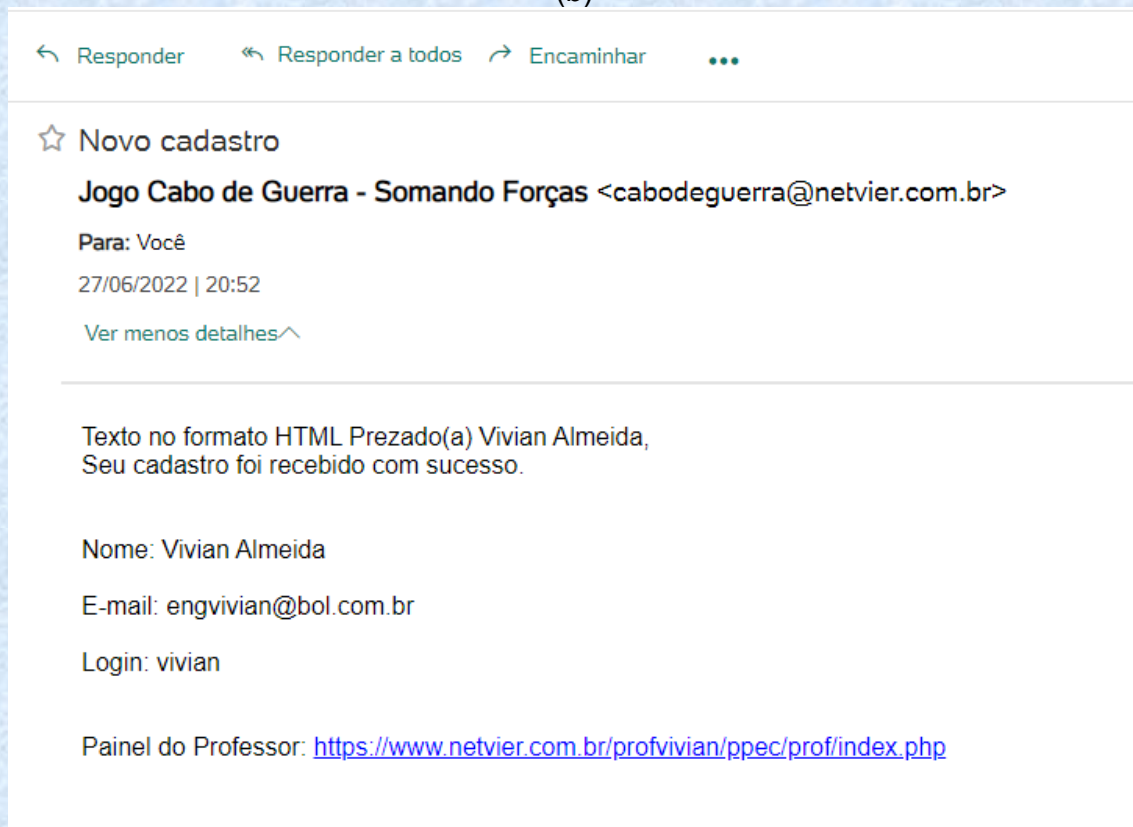 (b)
Responder Responder a todos Encaminhar ...
Novo cadastro
Jogo Cabo de Guerra - Somando Forças <cabodeguerra@netvier.com.br>
Para: Você
27/06/2022 | 20:52
Ver menos detalhes
Texto no formato HTML Prezado(a) Vivian Almeida,
Seu cadastro foi recebido com sucesso.
Nome: Vivian Almeida
E-mail: engvivian@bol.com.br
Login: vivian
Painel do Professor: https://www.netvier.com.br/profvivian/ppec/prof/index.php